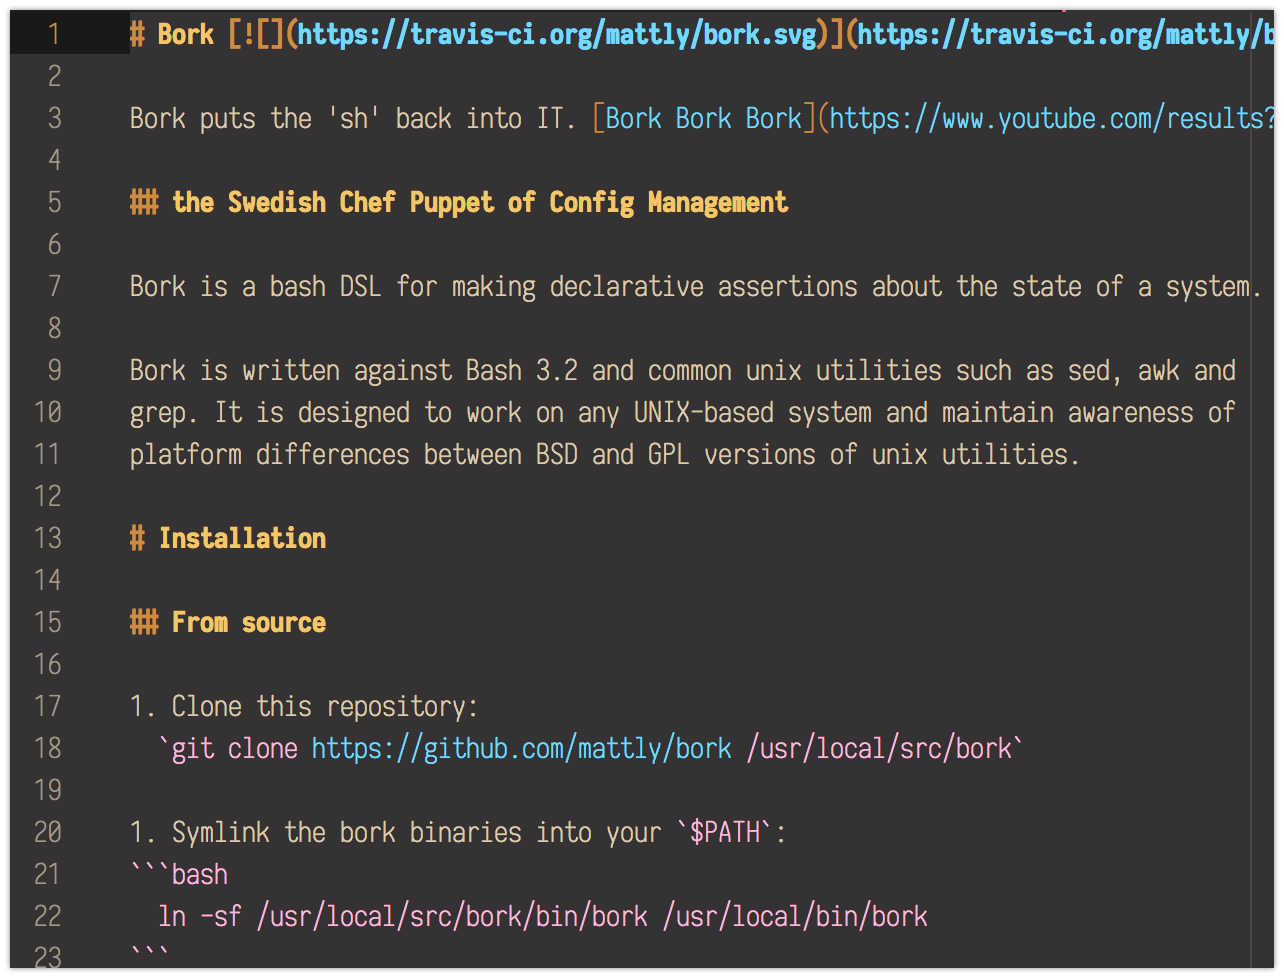 1 # Bork [![](https://travis-ci.org/mattly/bork.svg)](https://travis-ci.org/mattly/b
2
3 Bork puts the 'sh' back into IT. [Bork Bork Bork](https://www.youtube.com/results?
4
5 ## the Swedish Chef Puppet of Config Management
6
7 Bork is a bash DSL for making declarative assertions about the state of a system.
8
9 Bork is written against Bash 3.2 and common unix utilities such as sed, awk and
10 grep. It is designed to work on any UNIX-based system and maintain awareness of
11 platform differences between BSD and GPL versions of unix utilities.
12
13 # Installation
14
15 ## From source
16
17 1. Clone this repository:
18   `git clone https://github.com/mattly/bork /usr/local/src/bork`
19
20 1. Symlink the bork binaries into your `$PATH`:
21 ```bash
22   ln -sf /usr/local/src/bork/bin/bork /usr/local/bin/bork
23 ```